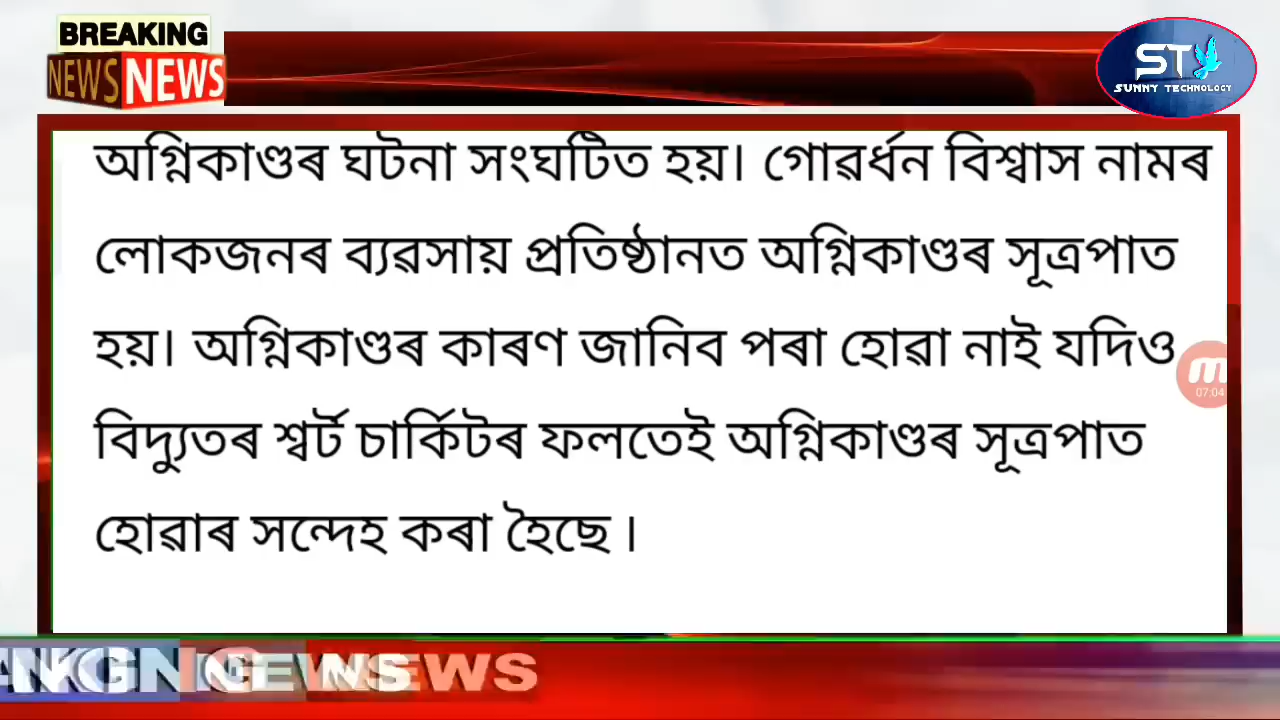 BREAKING
NEWS NEWS
ST
SUNNY TECHNOLOGY
অগ্নিকাণ্ডৰ ঘটনা সংঘটিত হয়। গোৱৰ্ধন বিশ্বাস নামৰ
লোকজনৰ ব্যৱসায় প্ৰতিষ্ঠানত অগ্নিকাণ্ডৰ সূত্ৰপাত
হয়। অগ্নিকাণ্ডৰ কাৰণ জানিব পৰা হোৱা নাই যদিও
07:04
বিদ্যুতৰ শ্বৰ্ট চাৰ্কিটৰ ফলতেই অগ্নিকাণ্ডৰ সূত্ৰপাত
হোৱাৰ সন্দেহ কৰা হৈছে ।
NEWS